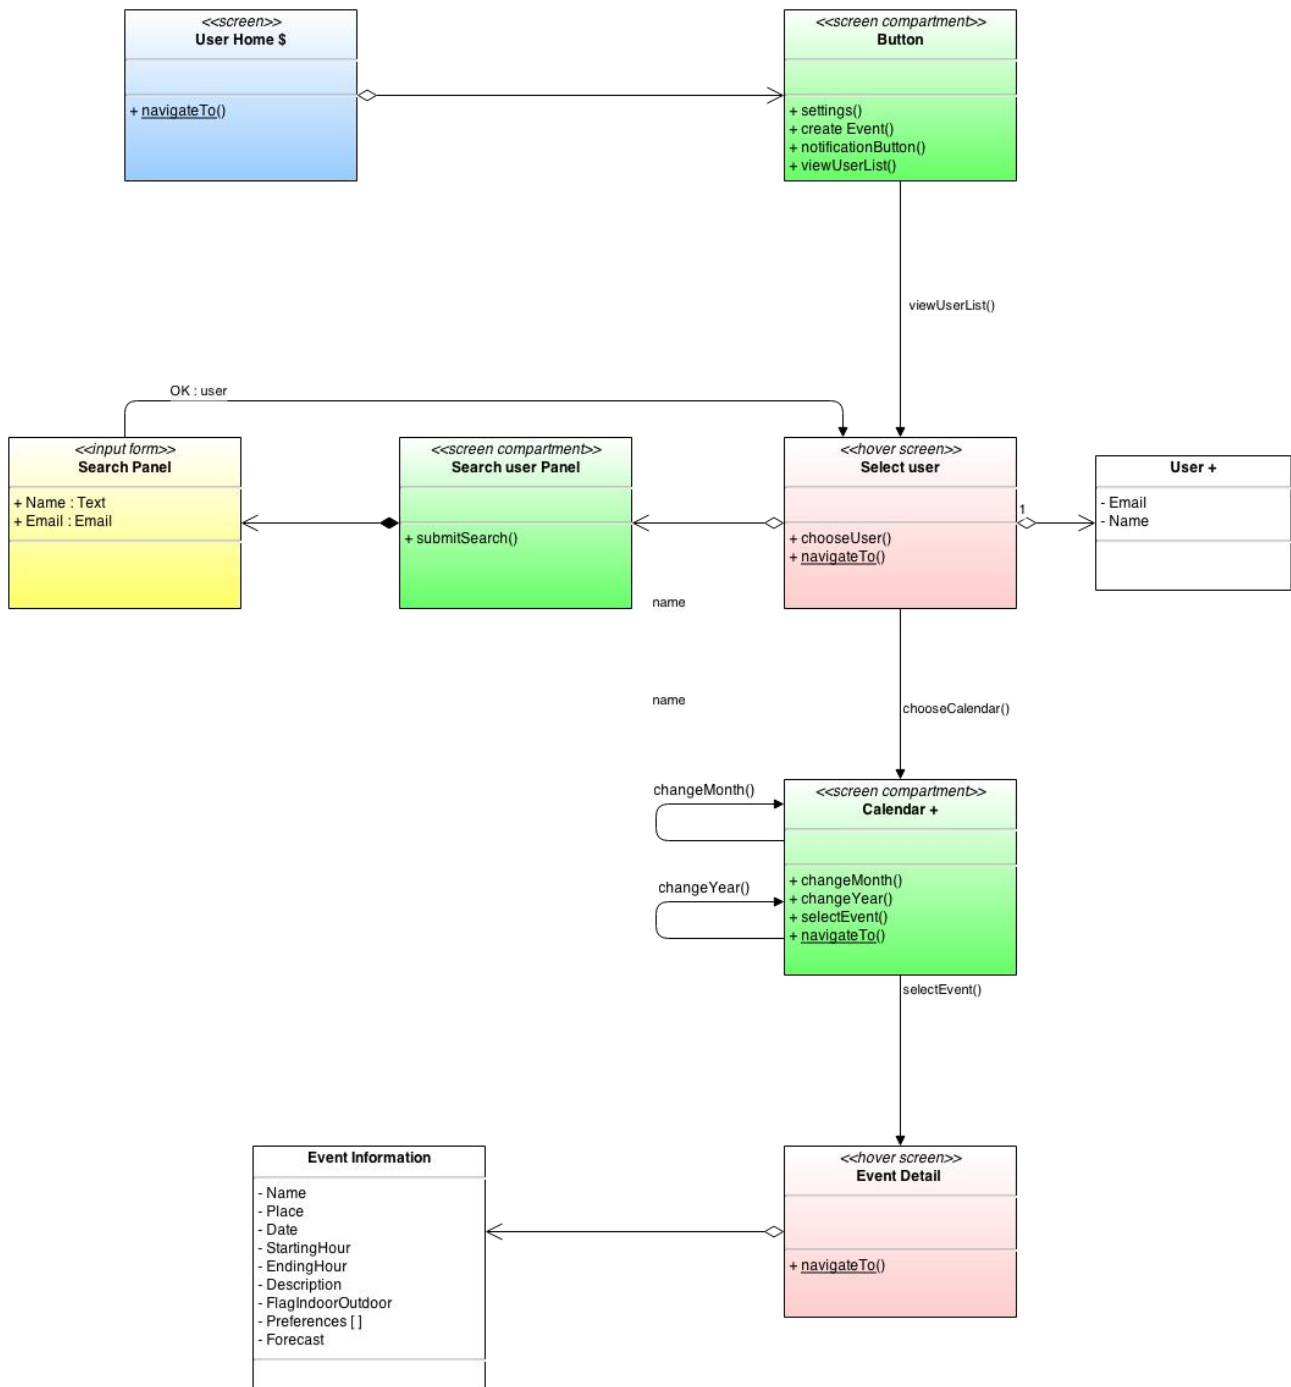 <<screen>>
User Home $
+ navigateTo()
<<screen compartment>>
Button
+ settings()
+ create Event()
+ notificationButton()
+ viewUserList()
viewUserList()
OK : user
<<input form>>
Search Panel
+ Name : Text
+ Email : Email
<<screen compartment>>
Search user Panel
+ submitSearch()
<<hover screen>>
Select user
+ chooseUser()
+ navigateTo()
1
User +
- Email
- Name
name
name
chooseCalendar()
changeMonth()
changeYear()
<<screen compartment>>
Calendar +
+ changeMonth()
+ changeYear()
+ selectEvent()
+ navigateTo()
selectEvent()
Event Information
- Name
- Place
- Date
- StartingHour
- EndingHour
- Description
- FlagIndoorOutdoor
- Preferences [ ]
- Forecast
<<hover screen>>
Event Detail
+ navigateTo()